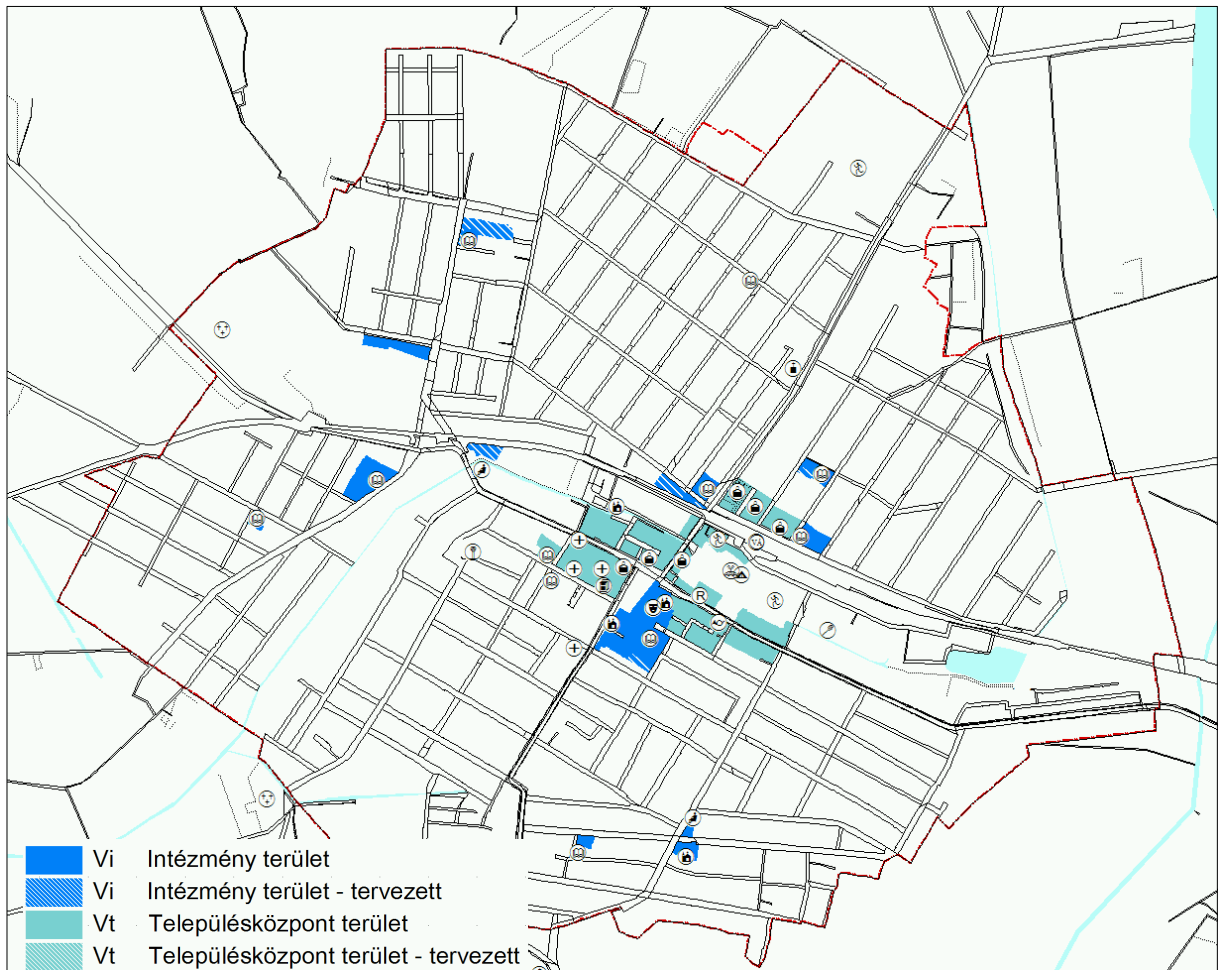 R
Vi Intézmény terület
Vi Intézmény terület - tervezett
Vt Településközpont terület
Vt Településközpont terület - tervezett